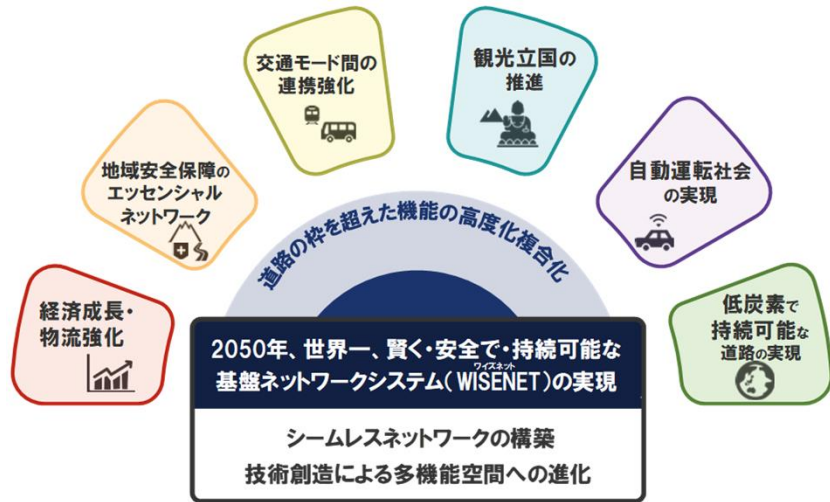 経済成長・
物流強化
地域安全保障の
エッセンシャル
ネットワーク
交通モード間の
連携強化
観光立国の
推進
自動運転社会
の実現
低炭素で
持続可能な
道路の実現
道路の枠を超えた機能の高度化複合化
2050年、世界一、賢く・安全で・持続可能な
ワイズネット
基盤ネットワークシステム(WISENET)の実現
シームレスネットワークの構築
技術創造による多機能空間への進化